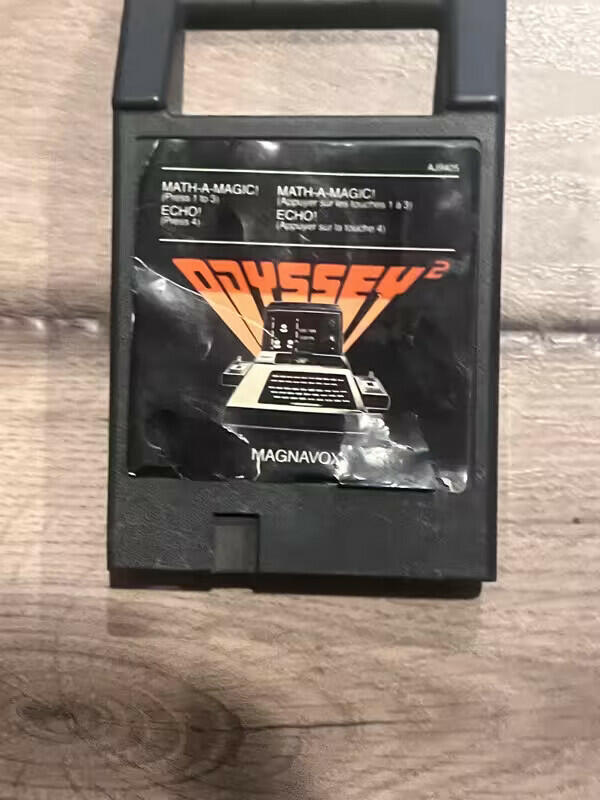 AJ9405
MATH-A-MAGIC!
(Press 1 to 3)
ECHO!
(Press 4)
MATH-A-MAGIC!
(Appuyer sur les touches 1 à 3)
ECHO!
(Appuyer sur la touche 4)
ODYSSEY²
MAGNAVOX